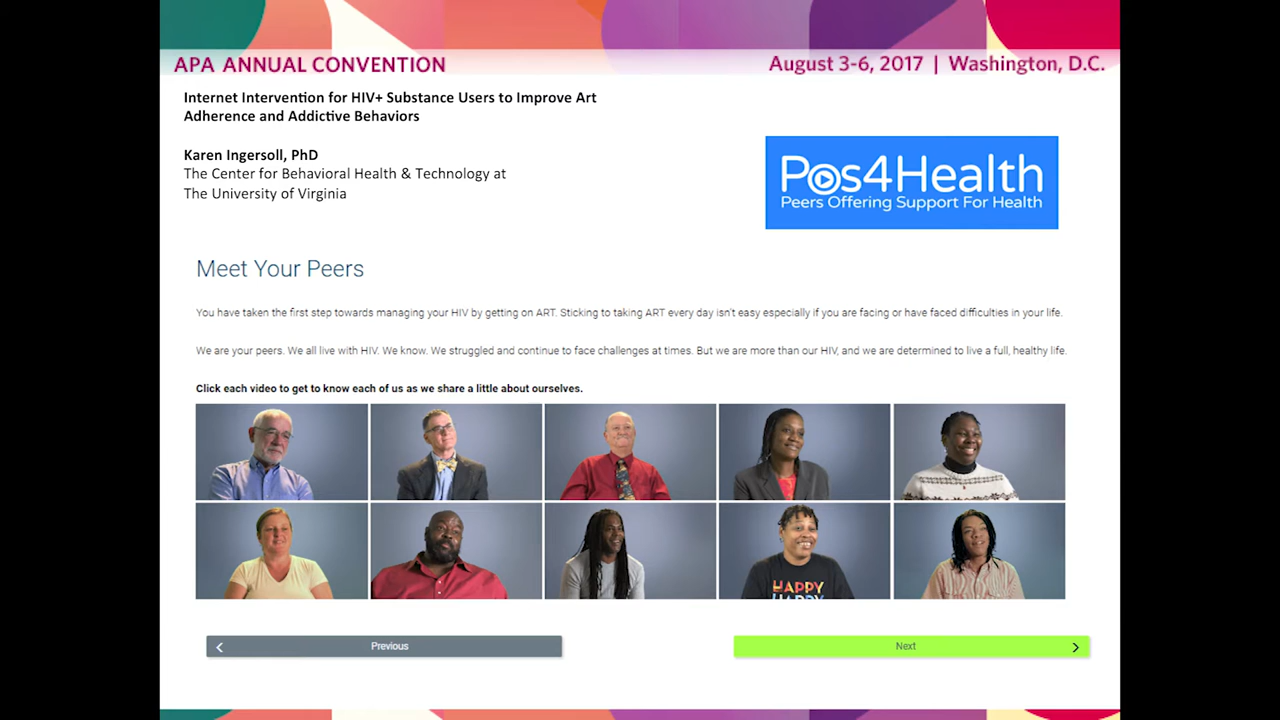 APA ANNUAL CONVENTION
August 3-6, 2017 | Washington, D.C.
Internet Intervention for HIV+ Substance Users to Improve Art
Adherence and Addictive Behaviors
Karen Ingersoll, PhD
The Center for Behavioral Health & Technology at
The University of Virginia
Pos4Health
Peers Offering Support For Health
Meet Your Peers
You have taken the first step towards managing your HIV by getting on ART. Sticking to taking ART every day isn't easy especially if you are facing or have faced difficulties in your life.
We are your peers. We all live with HIV. We know. We struggled and continue to face challenges at times. But we are more than our HIV, and we are determined to live a full, healthy life.
Click each video to get to know each of us as we share a little about ourselves.
HAPPY
HAPPY
Previous
Next